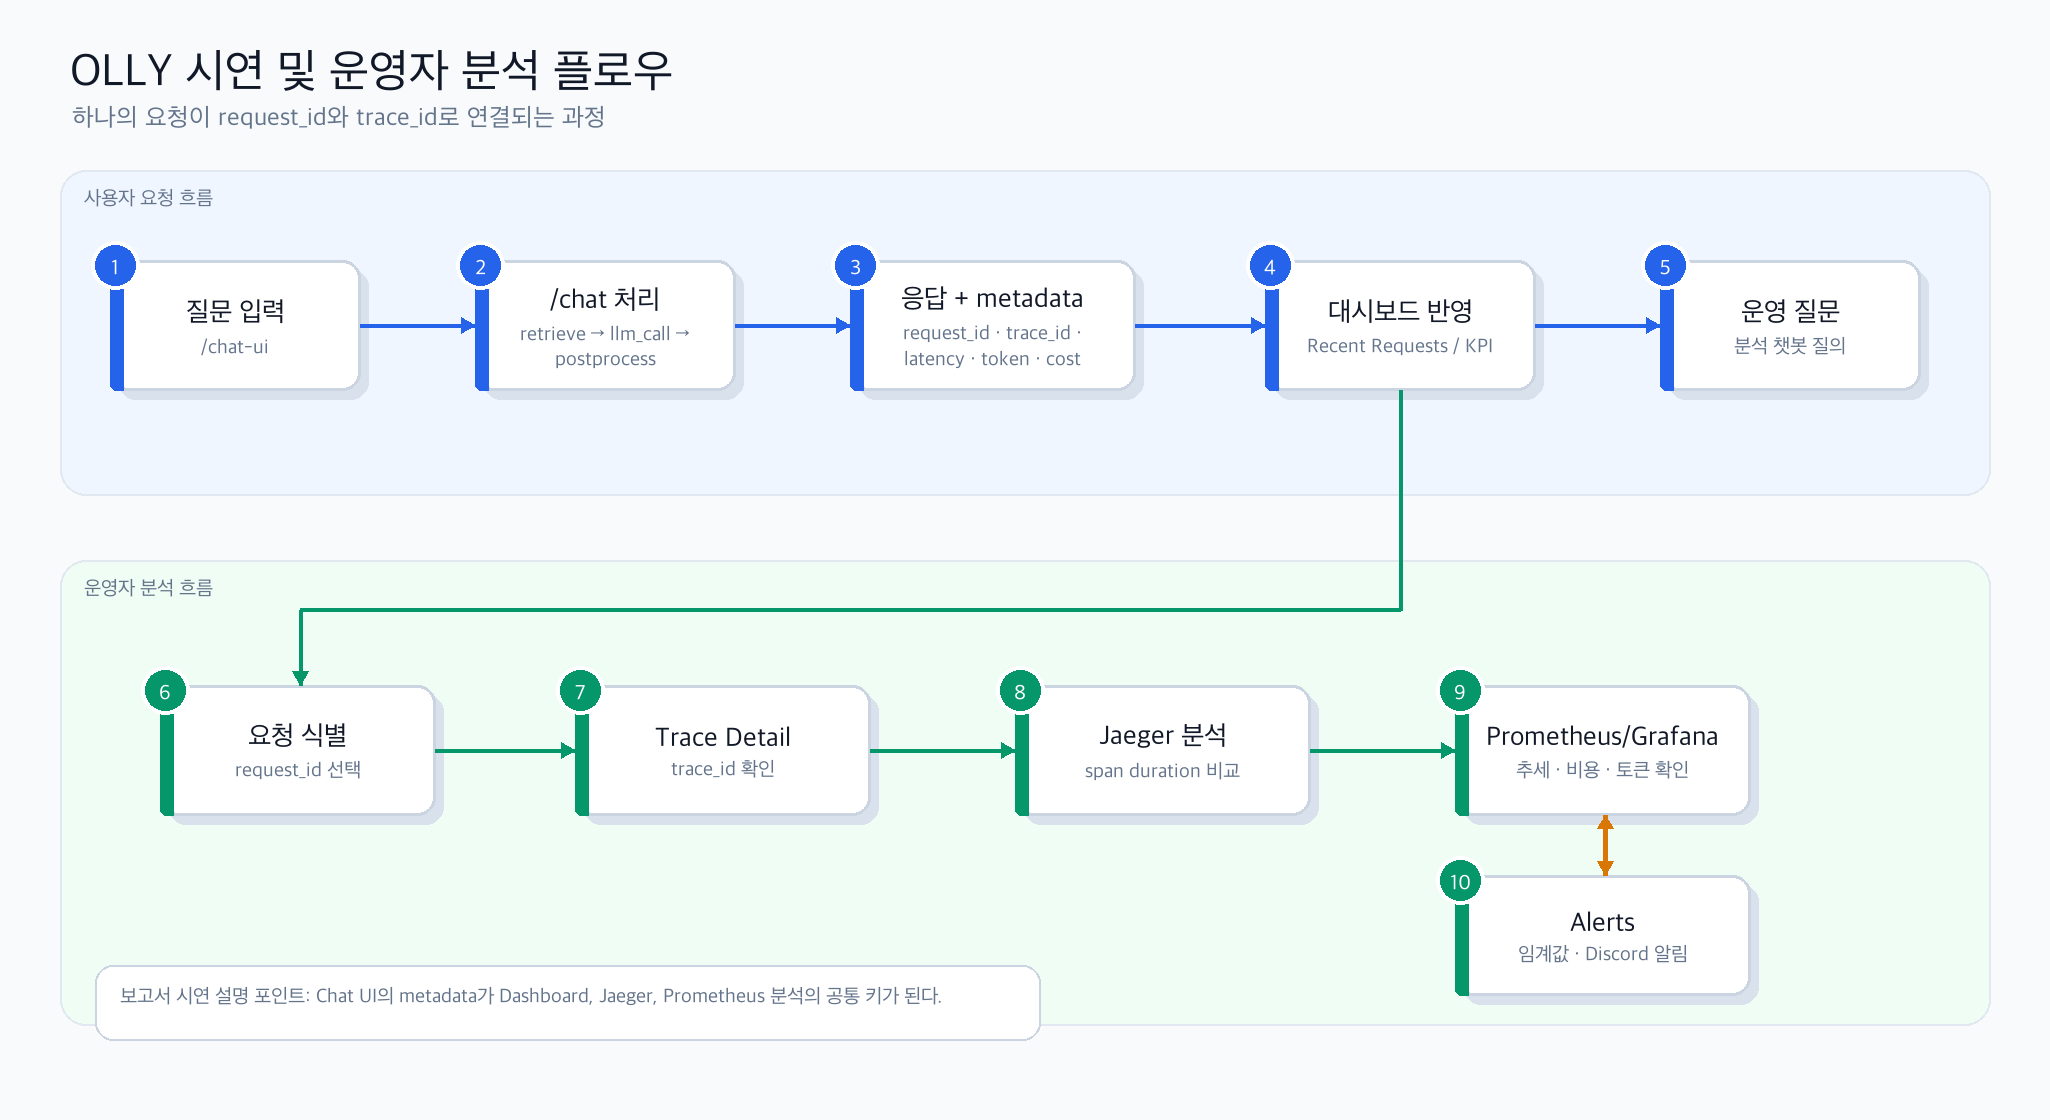 OLLY 시연 및 운영자 분석 플로우
하나의 요청이 request_id와 trace_id로 연결되는 과정
사용자 요청 흐름
1
질문 입력
/chat-ui
2
/chat 처리
retrieve → llm_call →
postprocess
3
응답 + metadata
request_id · trace_id ·
latency · token · cost
4
대시보드 반영
Recent Requests / KPI
5
운영 질문
분석 챗봇 질의
운영자 분석 흐름
6
요청 식별
request_id 선택
7
Trace Detail
trace_id 확인
8
Jaeger 분석
span duration 비교
9
Prometheus/Grafana
추세 · 비용 · 토큰 확인
10
Alerts
임계값 · Discord 알림
보고서 시연 설명 포인트: Chat UI의 metadata가 Dashboard, Jaeger, Prometheus 분석의 공통 키가 된다.